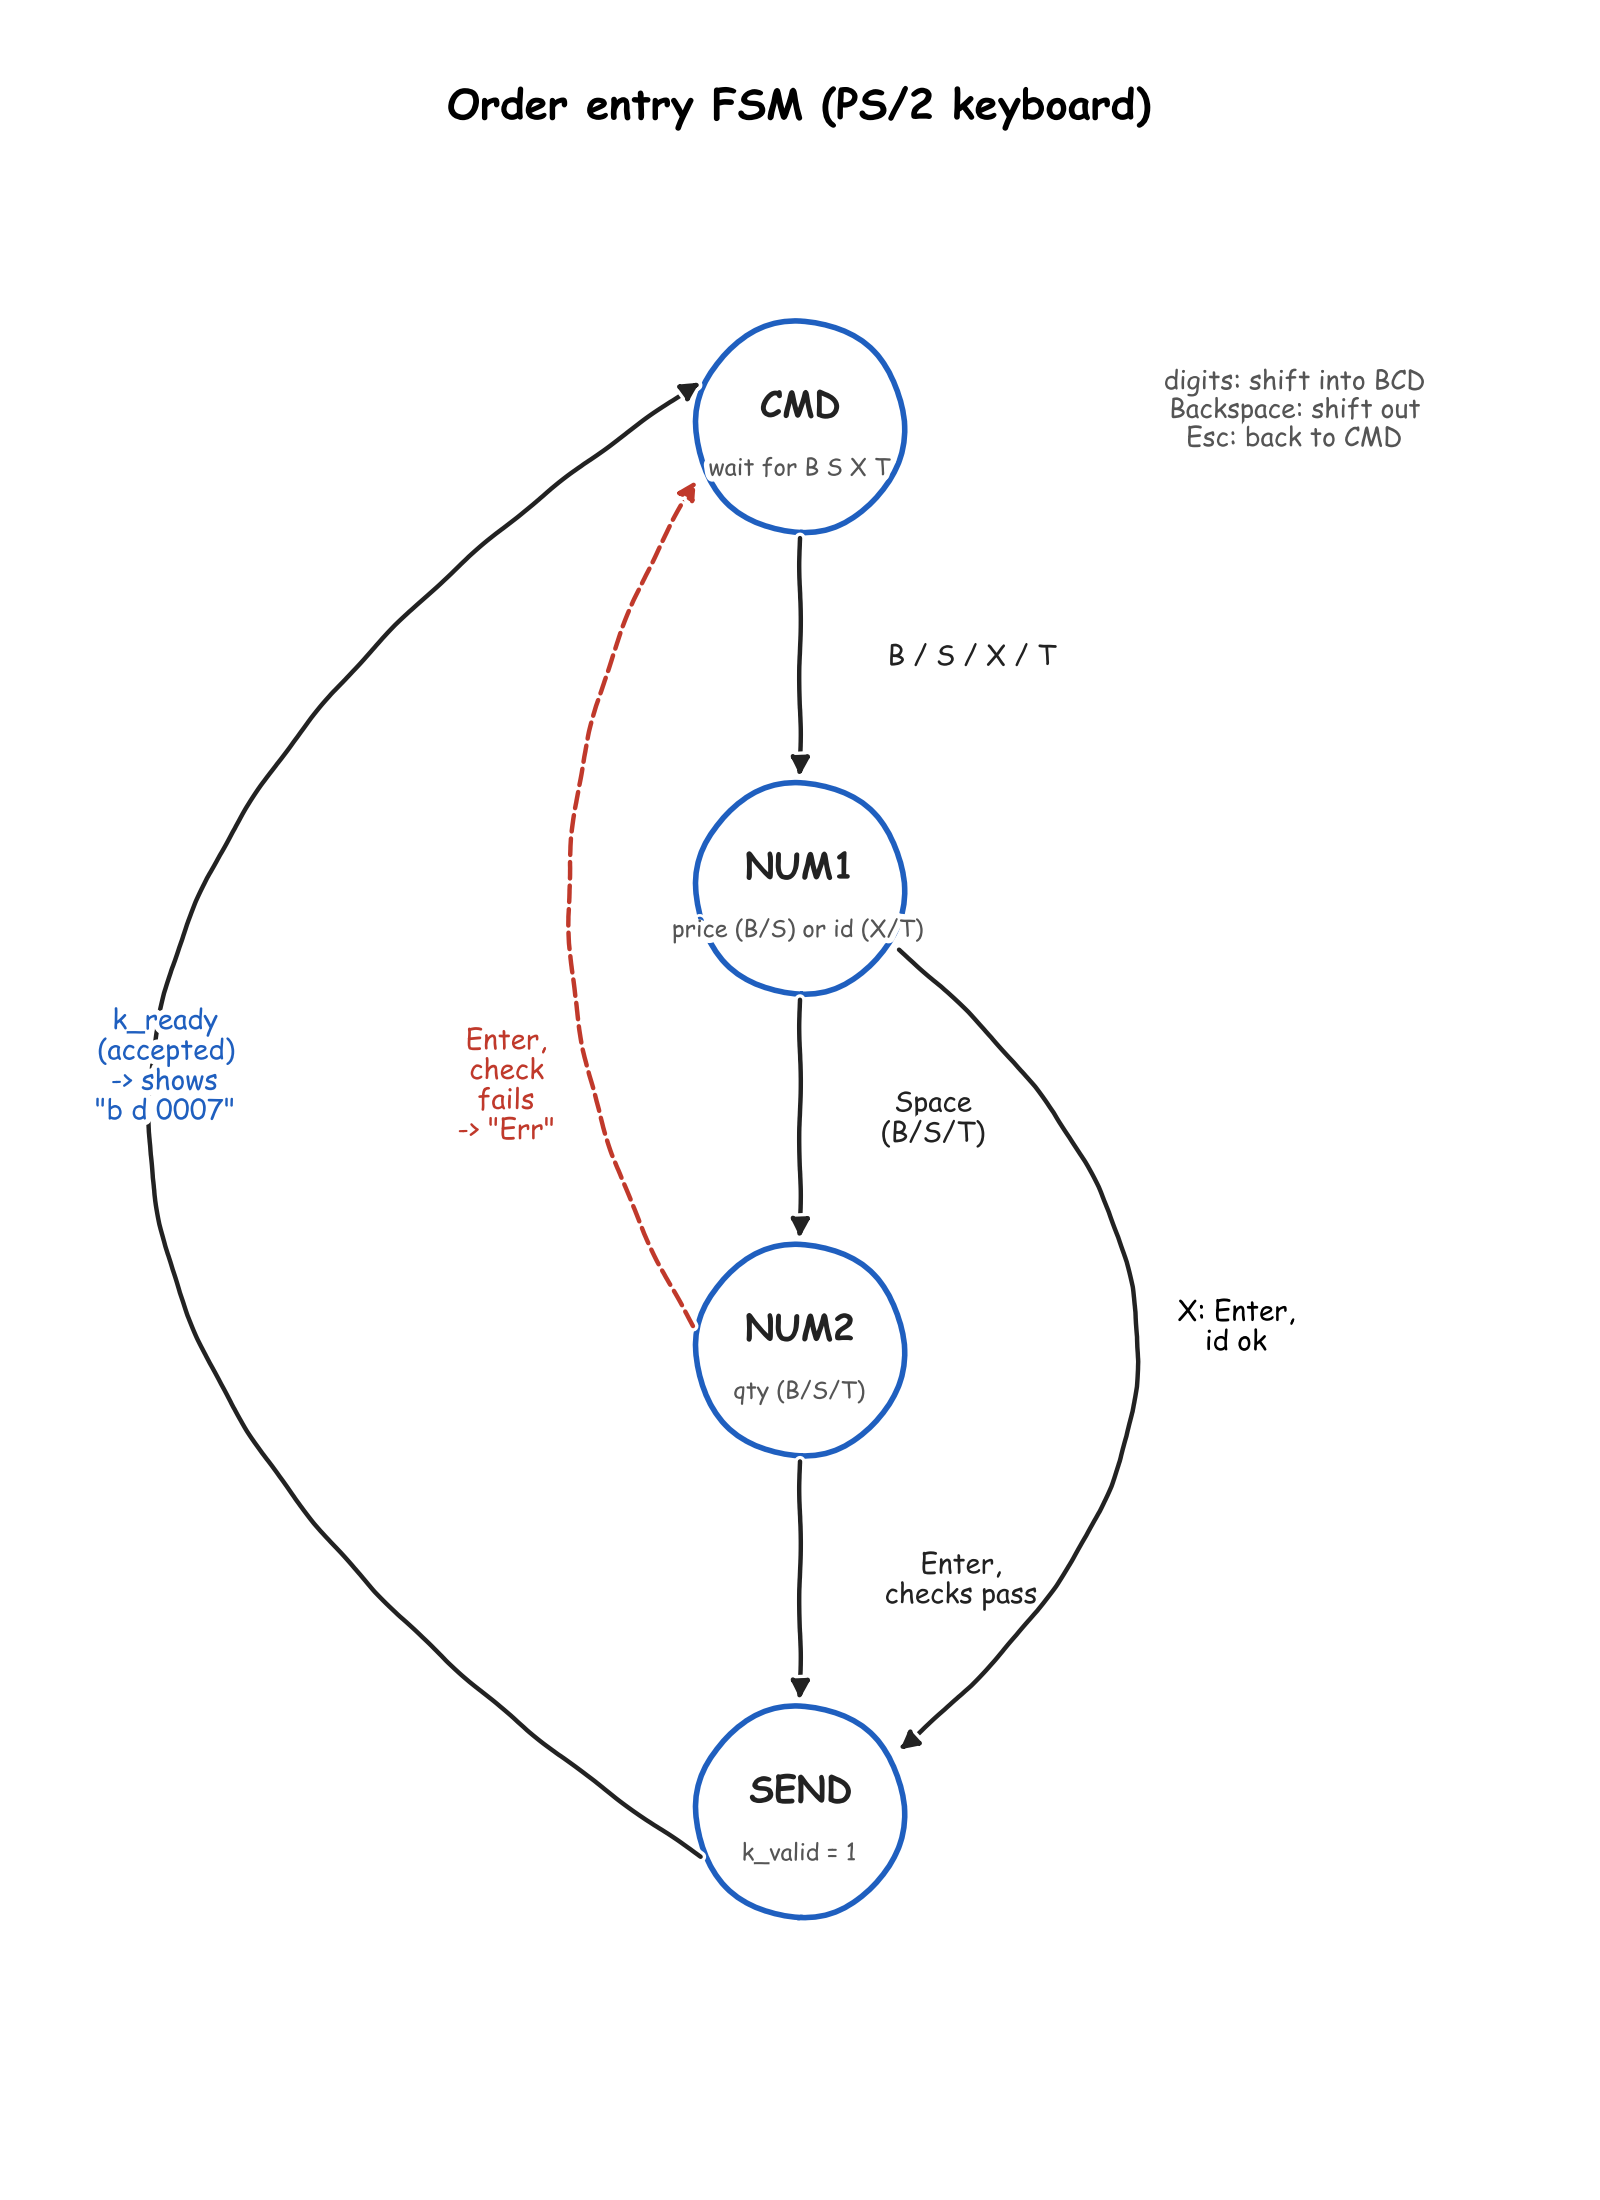 Order entry FSM (PS/2 keyboard)
CMD
wait for B S X T
digits: shift into BCD
Backspace: shift out
Esc: back to CMD
B / S / X / T
NUM1
price (B/S) or id (X/T)
k_ready
(accepted)
-> shows
"b d 0007"
Enter,
check
fails
-> "Err"
Space
(B/S/T)
NUM2
qty (B/S/T)
X: Enter,
id ok
Enter,
checks pass
SEND
k_valid = 1